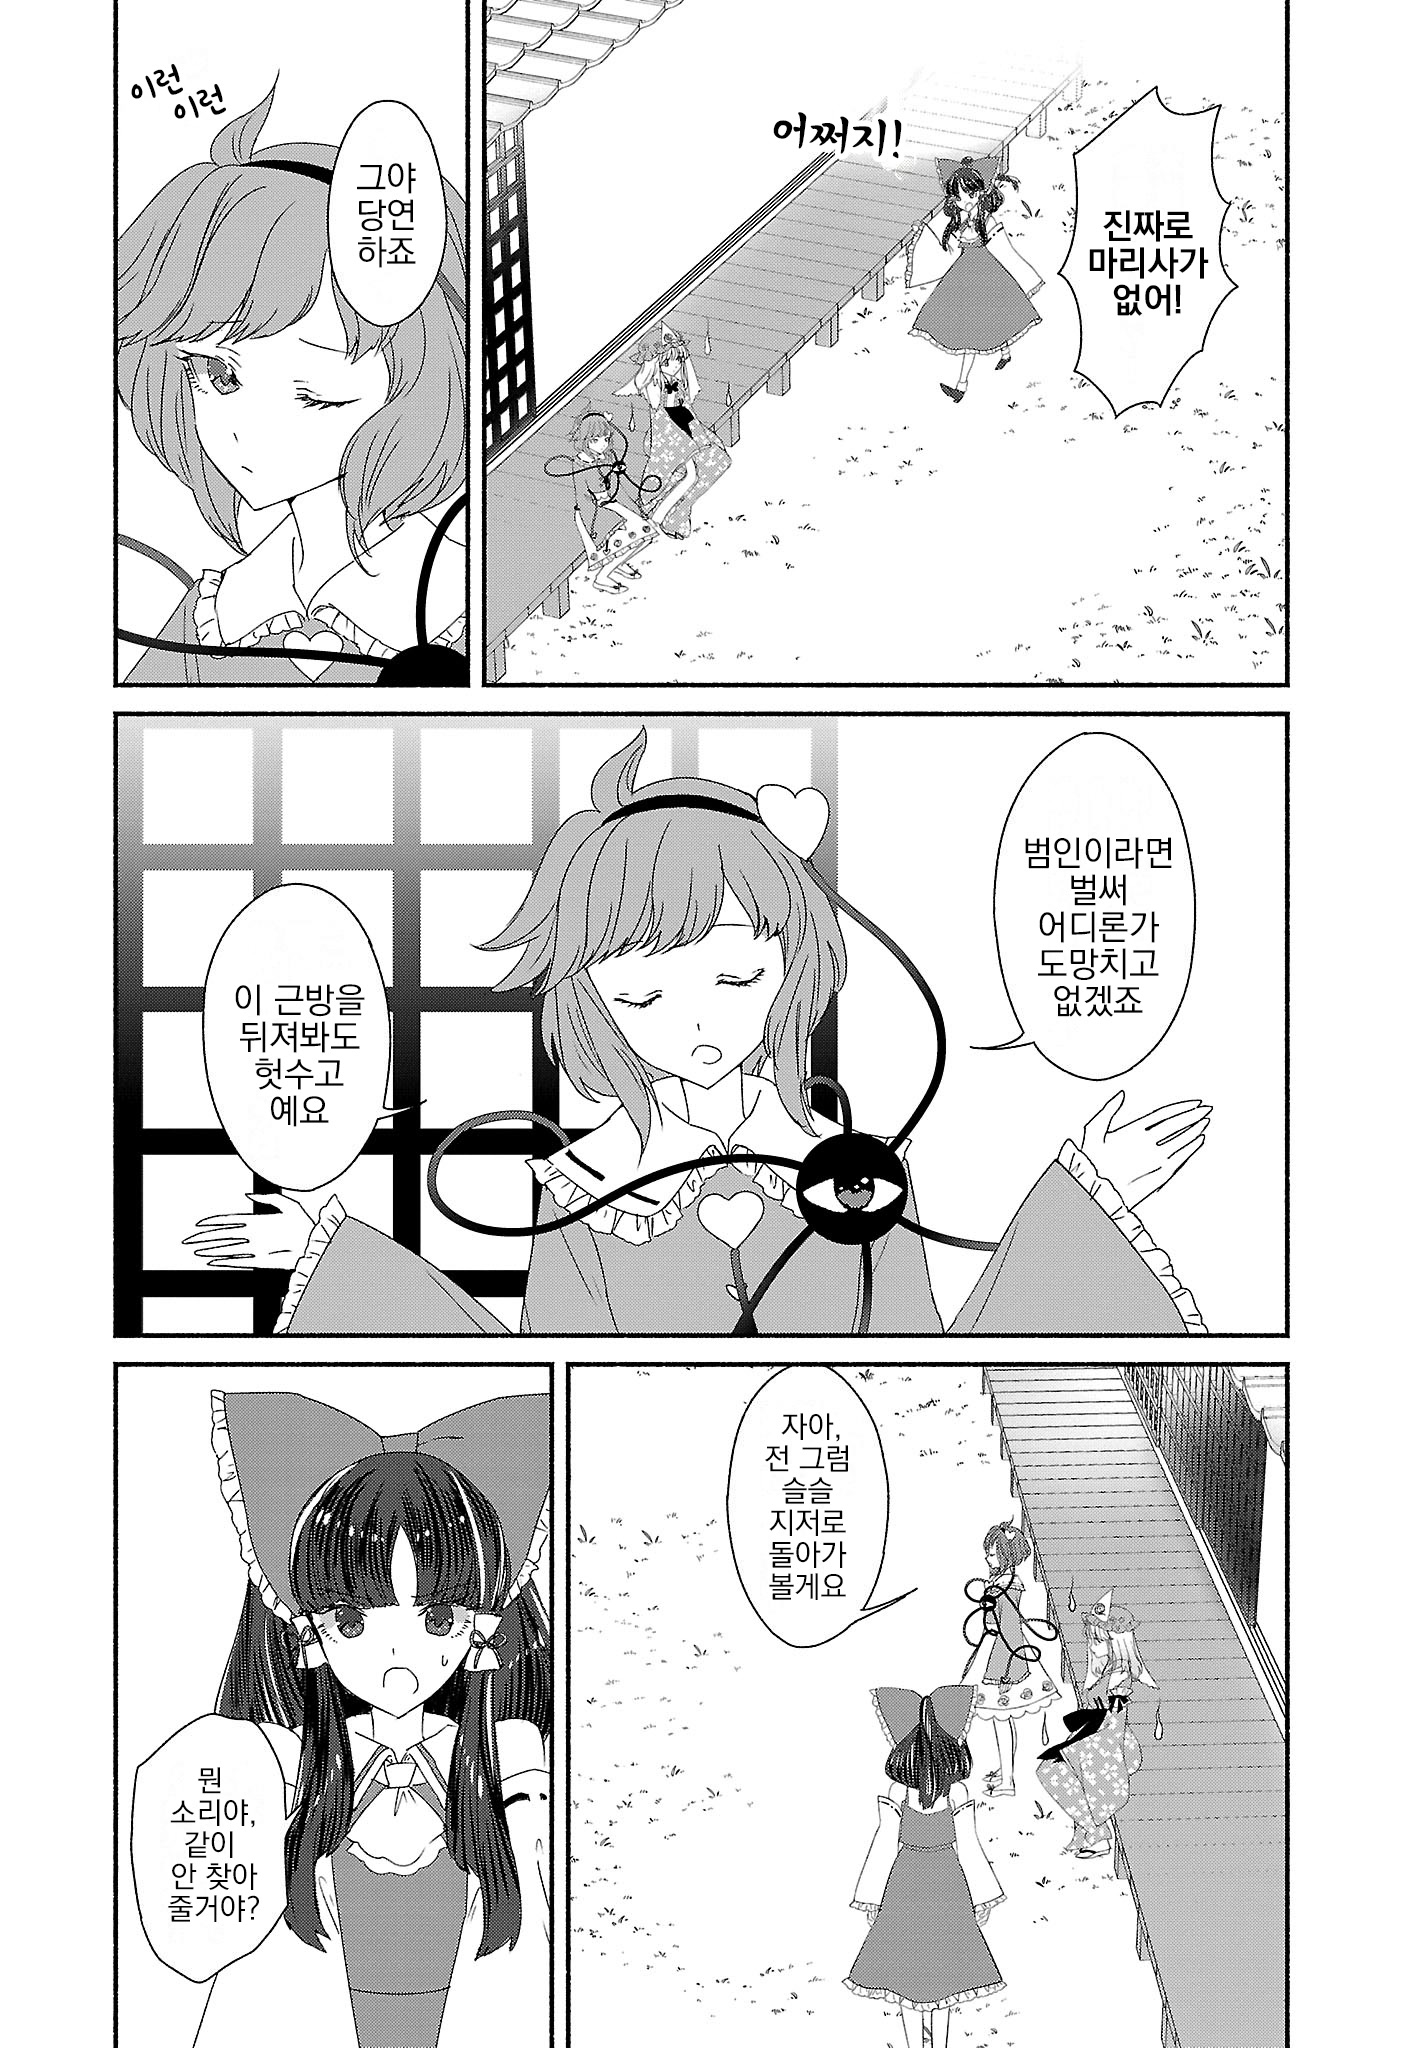 진짜로
마리사가
없어!
어쩌지!
그야
당연
하죠
이런
이런
범인이라면
벌써
어디론가
도망치고
없겠죠
이 근방을
뒤져봐도
헛수고
예요
자아,
전 그럼
슬슬
지저로
돌아가
볼게요
뭔
소리야,
같이
안 찾아
줄거야?